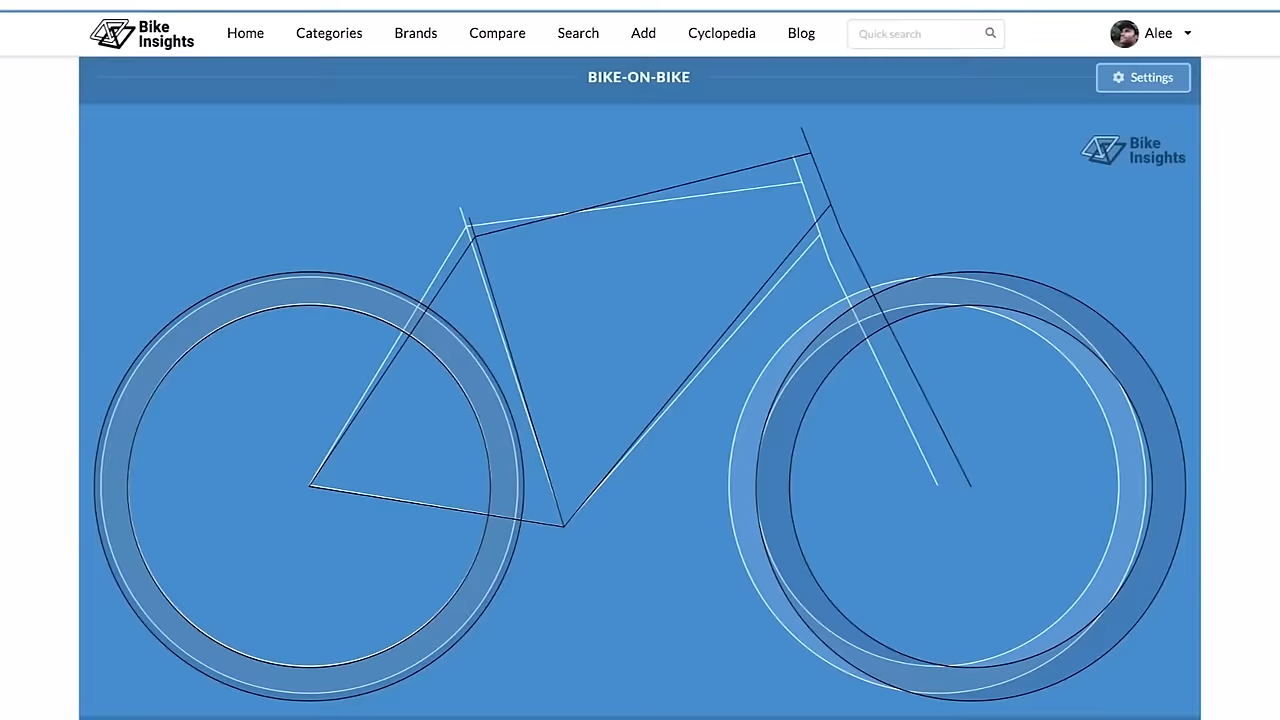 Bike
Insights
Home
Categories
Brands
Compare
Search
Add
Cyclopedia
Blog
Quick search
Alee
BIKE-ON-BIKE
Settings
Bike
Insights